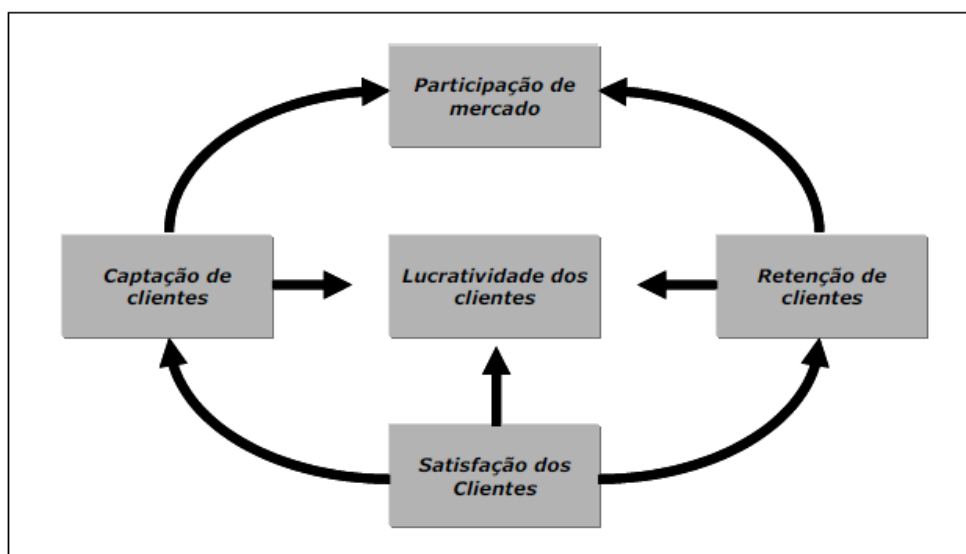 Participação de
mercado
Captação de
clientes
Lucratividade dos
clientes
Retenção de
clientes
Satisfação dos
Clientes